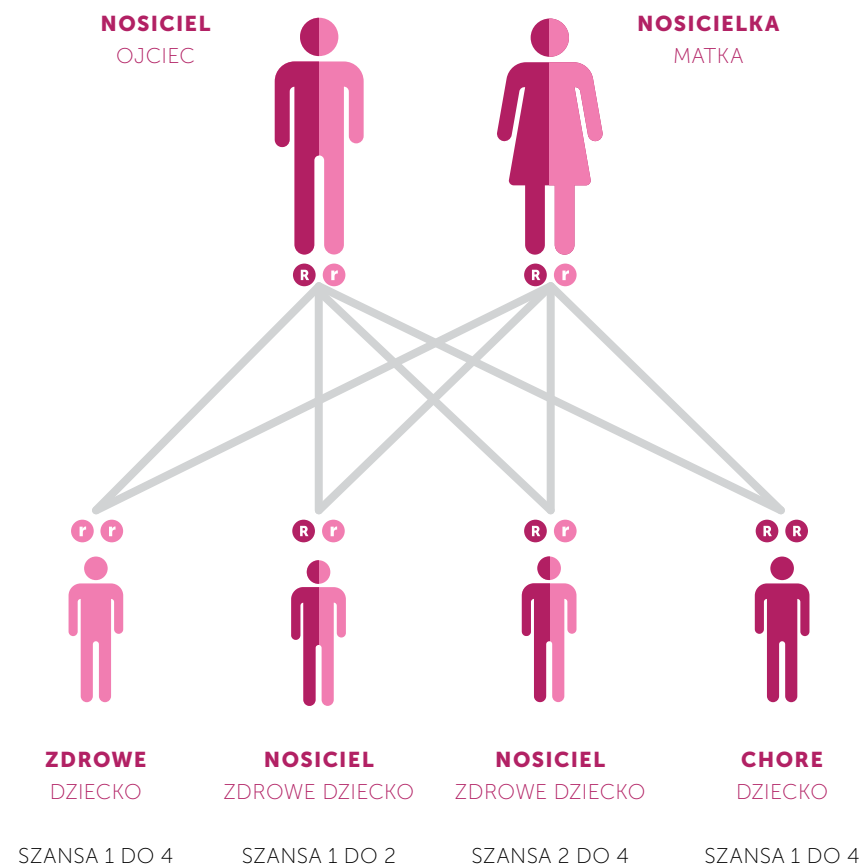 NOSICIEL
OJCIEC
NOSICIELKA
MATKA
R r
R r
r r
R r
R r
R R
ZDROWE
DZIECKO
NOSICIEL
ZDROWE DZIECKO
NOSICIEL
ZDROWE DZIECKO
CHORE
DZIECKO
SZANSA 1 DO 4
SZANSA 1 DO 2
SZANSA 2 DO 4
SZANSA 1 DO 4